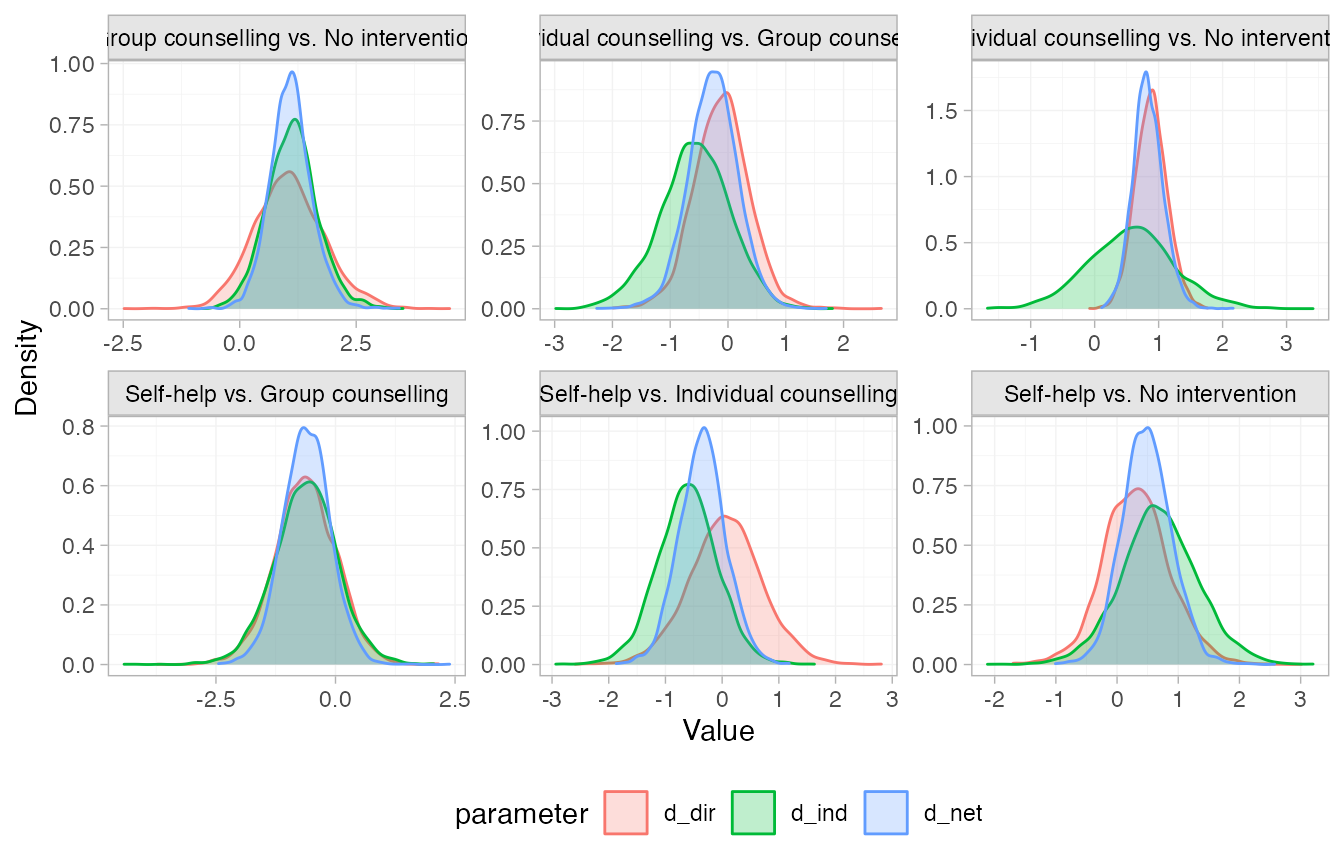 Group counselling vs. No intervention
vidual counselling vs. Group counse
ividual counselling vs. No intervent
1.00
0.75
0.50
0.25
0.00
-2.5 0.0 2.5
0.75
0.50
0.25
0.00
-3 -2 -1 0 1 2
1.5
1.0
0.5
0.0
-1 0 1 2 3
Density
Self-help vs. Group counselling
Self-help vs. Individual counselling
Self-help vs. No intervention
0.8
0.6
0.4
0.2
0.0
-2.5 0.0 2.5
1.00
0.75
0.50
0.25
0.00
-3 -2 -1 0 1 2 3
1.00
0.75
0.50
0.25
0.00
-2 -1 0 1 2 3
Value
parameter d_dir d_ind d_net